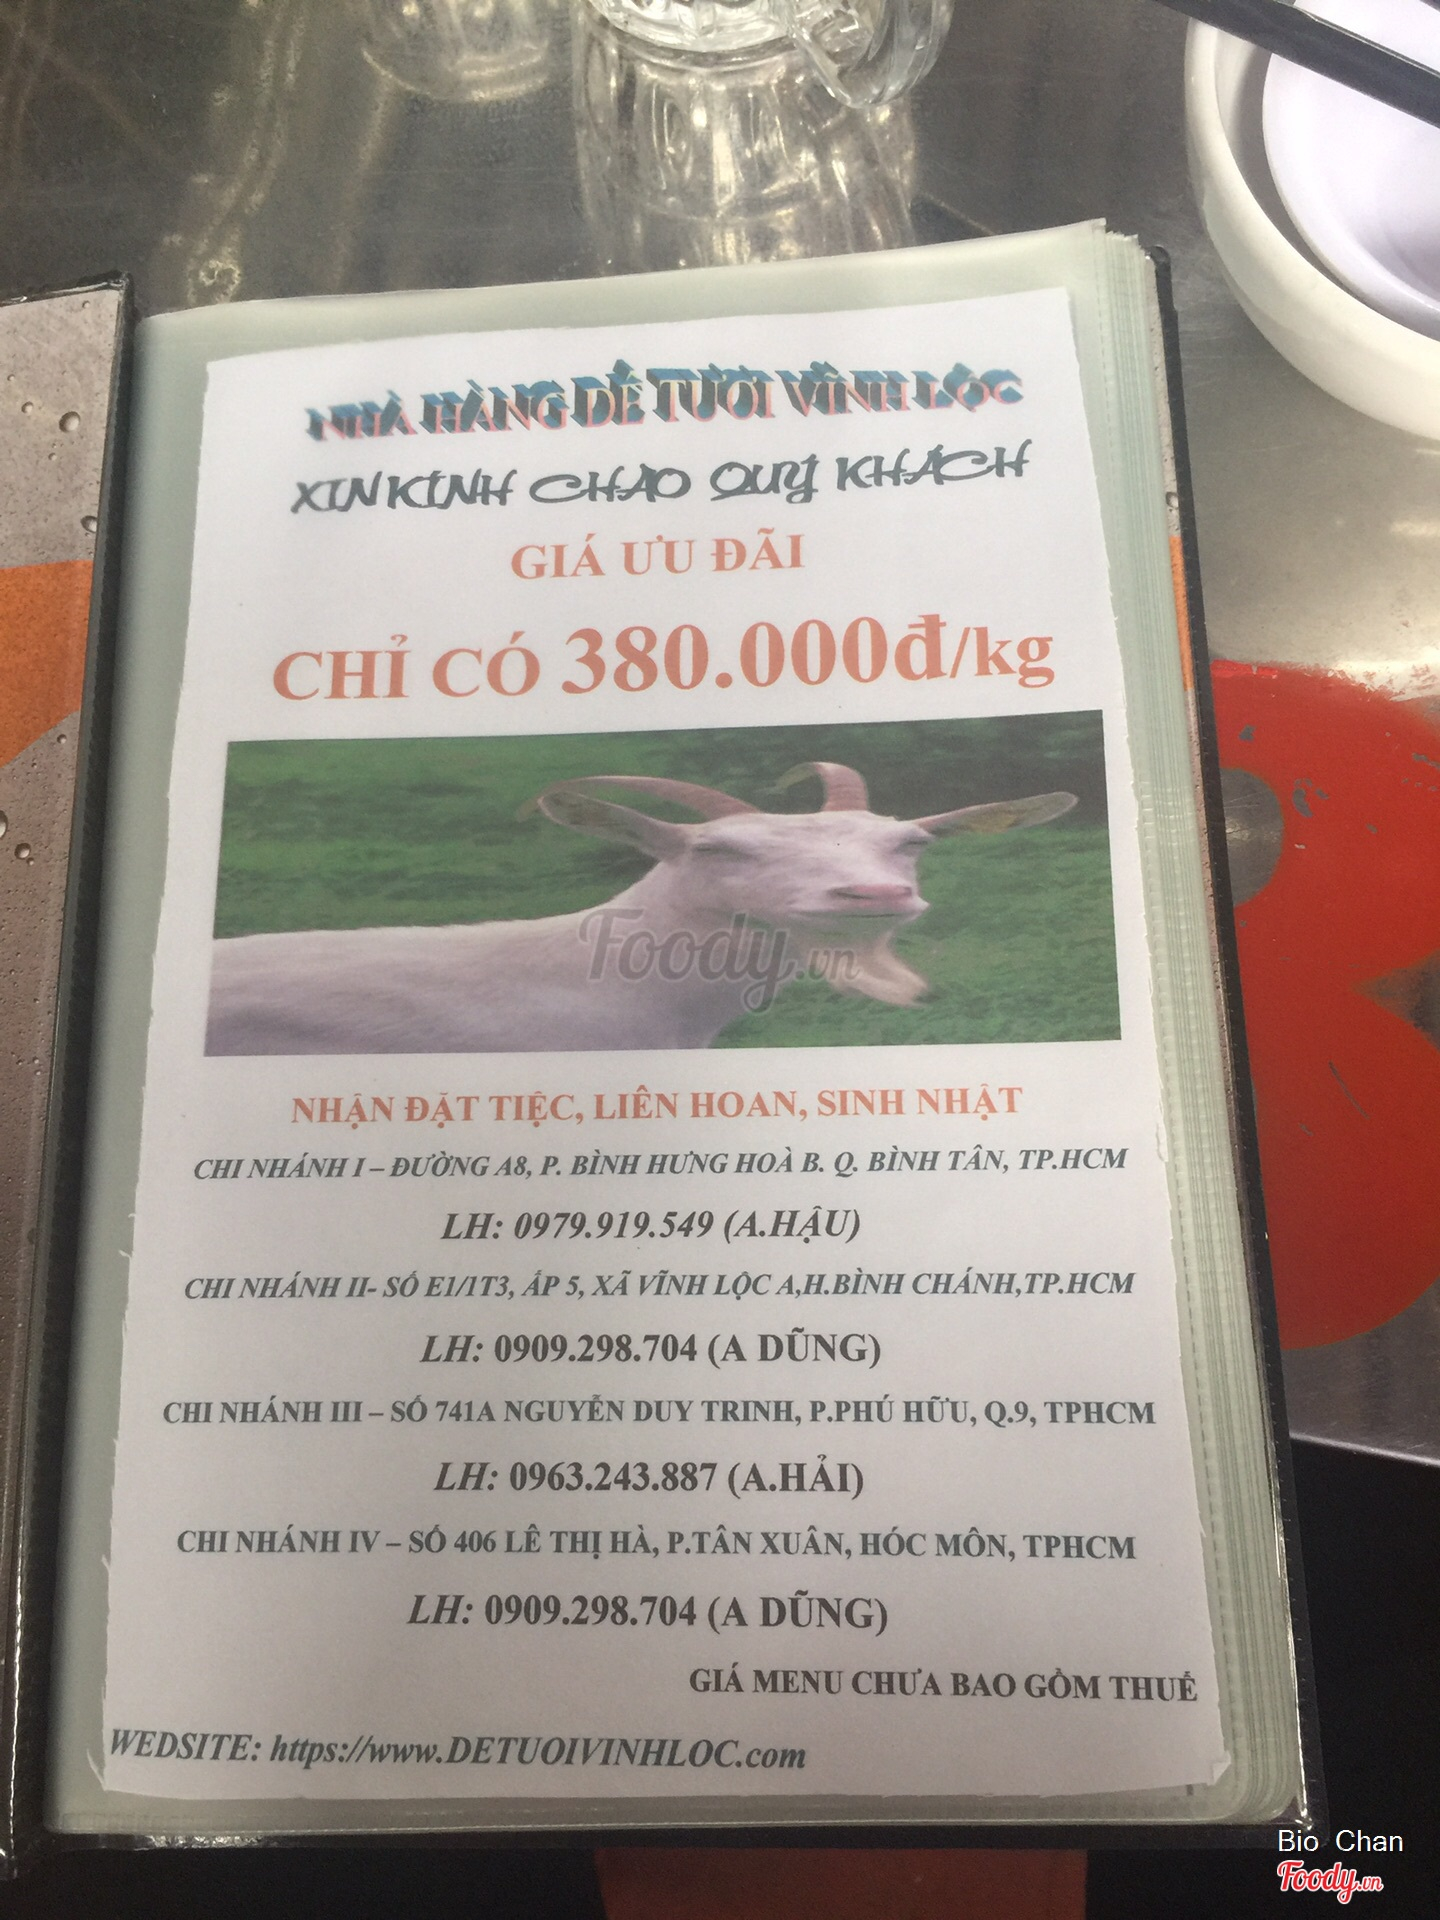 NHÀ HÀNG DÊ TƯƠI VĨNH LỘC
XIN KÍNH CHAO QUÝ KHÁCH
GIÁ ƯU ĐÃI
CHỈ CÓ 380.000đ/kg
Foody.vn
NHẬN ĐẶT TIỆC, LIÊN HOAN, SINH NHẬT
CHI NHÁNH I – ĐƯỜNG A8, P. BÌNH HƯNG HOÀ B. Q. BÌNH TÂN, TP.HCM
LH: 0979.919.549 (A.HẬU)
CHI NHÁNH II- SỐ E1/1T3, ẤP 5, XÃ VĨNH LỘC A,H.BÌNH CHÁNH,TP.HCM
LH: 0909.298.704 (A DŨNG)
CHI NHÁNH III – SỐ 741A NGUYỄN DUY TRINH, P.PHÚ HỮU, Q.9, TPHCM
LH: 0963.243.887 (A.HẢI)
CHI NHÁNH IV – SỐ 406 LÊ THỊ HÀ, P.TÂN XUÂN, HÓC MÔN, TPHCM
LH: 0909.298.704 (A DŨNG)
GIÁ MENU CHƯA BAO GỒM THUẾ
WEDSITE: https://www.DETUOIVINHLOC.com
Bio Chan
Foody.vn